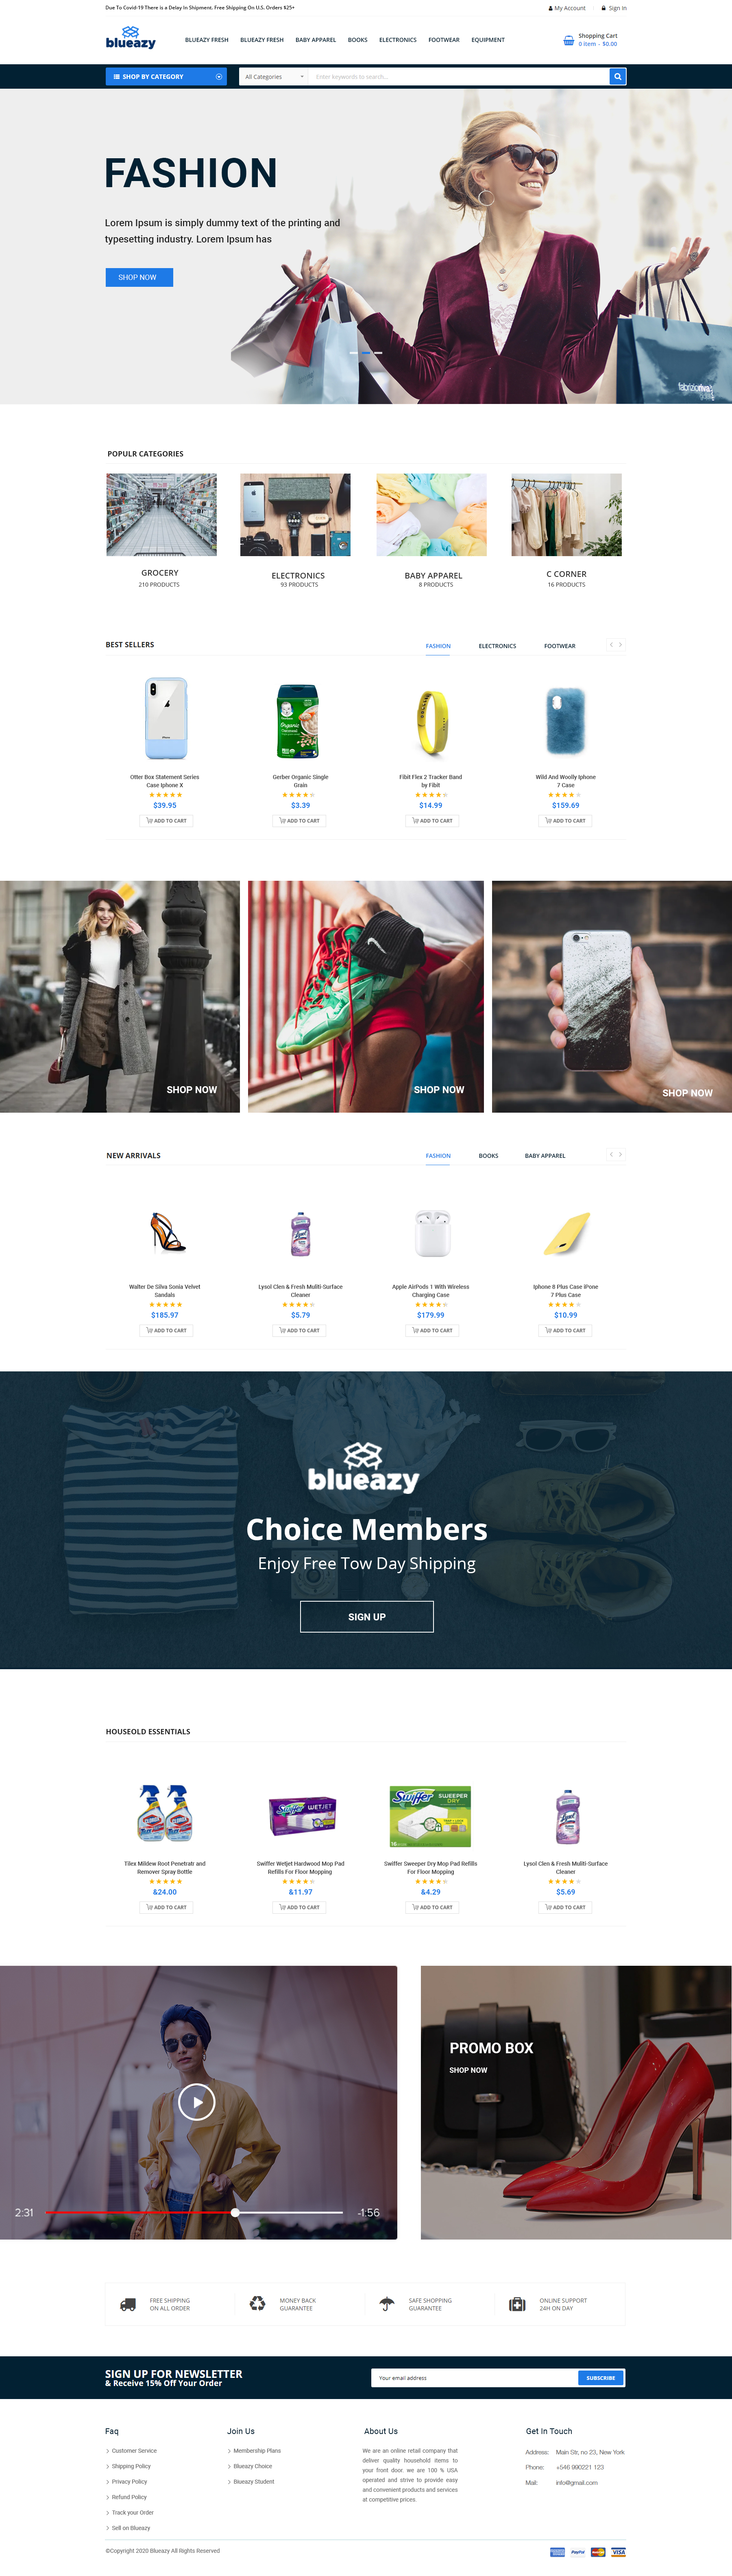 Due To Covid-19 There is a Delay In Shipment. Free Shipping On U.S. Orders $25+
My Account
Sign In
blueazy
BLUEAZY FRESH
BLUEAZY FRESH
BABY APPAREL
BOOKS
ELECTRONICS
FOOTWEAR
EQUIPMENT
Shopping Cart
0 item - $0.00
SHOP BY CATEGORY
All Categories
Enter keywords to search...
FASHION
Lorem Ipsum is simply dummy text of the printing and
typesetting industry. Lorem Ipsum has
SHOP NOW
POPULR CATEGORIES
GROCERY
210 PRODUCTS
ELECTRONICS
93 PRODUCTS
BABY APPAREL
8 PRODUCTS
C CORNER
16 PRODUCTS
BEST SELLERS
FASHION
ELECTRONICS
FOOTWEAR
Gerber
Organic
Otter Box Statement Series
Case Iphone X
$39.95
ADD TO CART
Gerber Organic Single
Grain
$3.39
ADD TO CART
Fibit Flex 2 Tracker Band
by Fibit
$14.99
ADD TO CART
Wild And Woolly Iphone
7 Case
$159.69
ADD TO CART
SHOP NOW
SHOP NOW
SHOP NOW
NEW ARRIVALS
FASHION
BOOKS
BABY APPAREL
Lysol
Walter De Silva Sonia Velvet
Sandals
$185.97
ADD TO CART
Lysol Clen & Fresh Muliti-Surface
Cleaner
$5.79
ADD TO CART
Apple AirPods 1 With Wireless
Charging Case
$179.99
ADD TO CART
Iphone 8 Plus Case iPone
7 Plus Case
$10.99
ADD TO CART
blueazy
Choice Members
Enjoy Free Tow Day Shipping
SIGN UP
HOUSEOLD ESSENTIALS
Tilex
Tilex
Swiffer WETJET
Swiffer SWEEPER DRY
Lysol
Tilex Mildew Root Penetratr and
Remover Spray Bottle
&24.00
ADD TO CART
Swiffer Wetjet Hardwood Mop Pad
Refills For Floor Mopping
&11.97
ADD TO CART
Swiffer Sweeper Dry Mop Pad Refills
For Floor Mopping
&4.29
ADD TO CART
Lysol Clen & Fresh Muliti-Surface
Cleaner
$5.69
ADD TO CART
2:31
-1:56
PROMO BOX
SHOP NOW
FREE SHIPPING
ON ALL ORDER
MONEY BACK
GUARANTEE
SAFE SHOPPING
GUARANTEE
ONLINE SUPPORT
24H ON DAY
SIGN UP FOR NEWSLETTER
& Receive 15% Off Your Order
Your email address
SUBSCRIBE
Faq
Customer Service
Shipping Policy
Privacy Policy
Refund Policy
Track your Order
Sell on Blueazy
Join Us
Membership Plans
Blueazy Choice
Blueazy Student
About Us
We are an online retail company that
deliver quality household items to
your front door. we are 100 % USA
operated and strive to provide easy
and convenient products and services
at competitive prices.
Get In Touch
Address: Main Str, no 23, New York
Phone: +546 990221 123
Mail: info@gmail.com
©Copyright 2020 Blueazy All Rights Reserved
PayPal
VISA